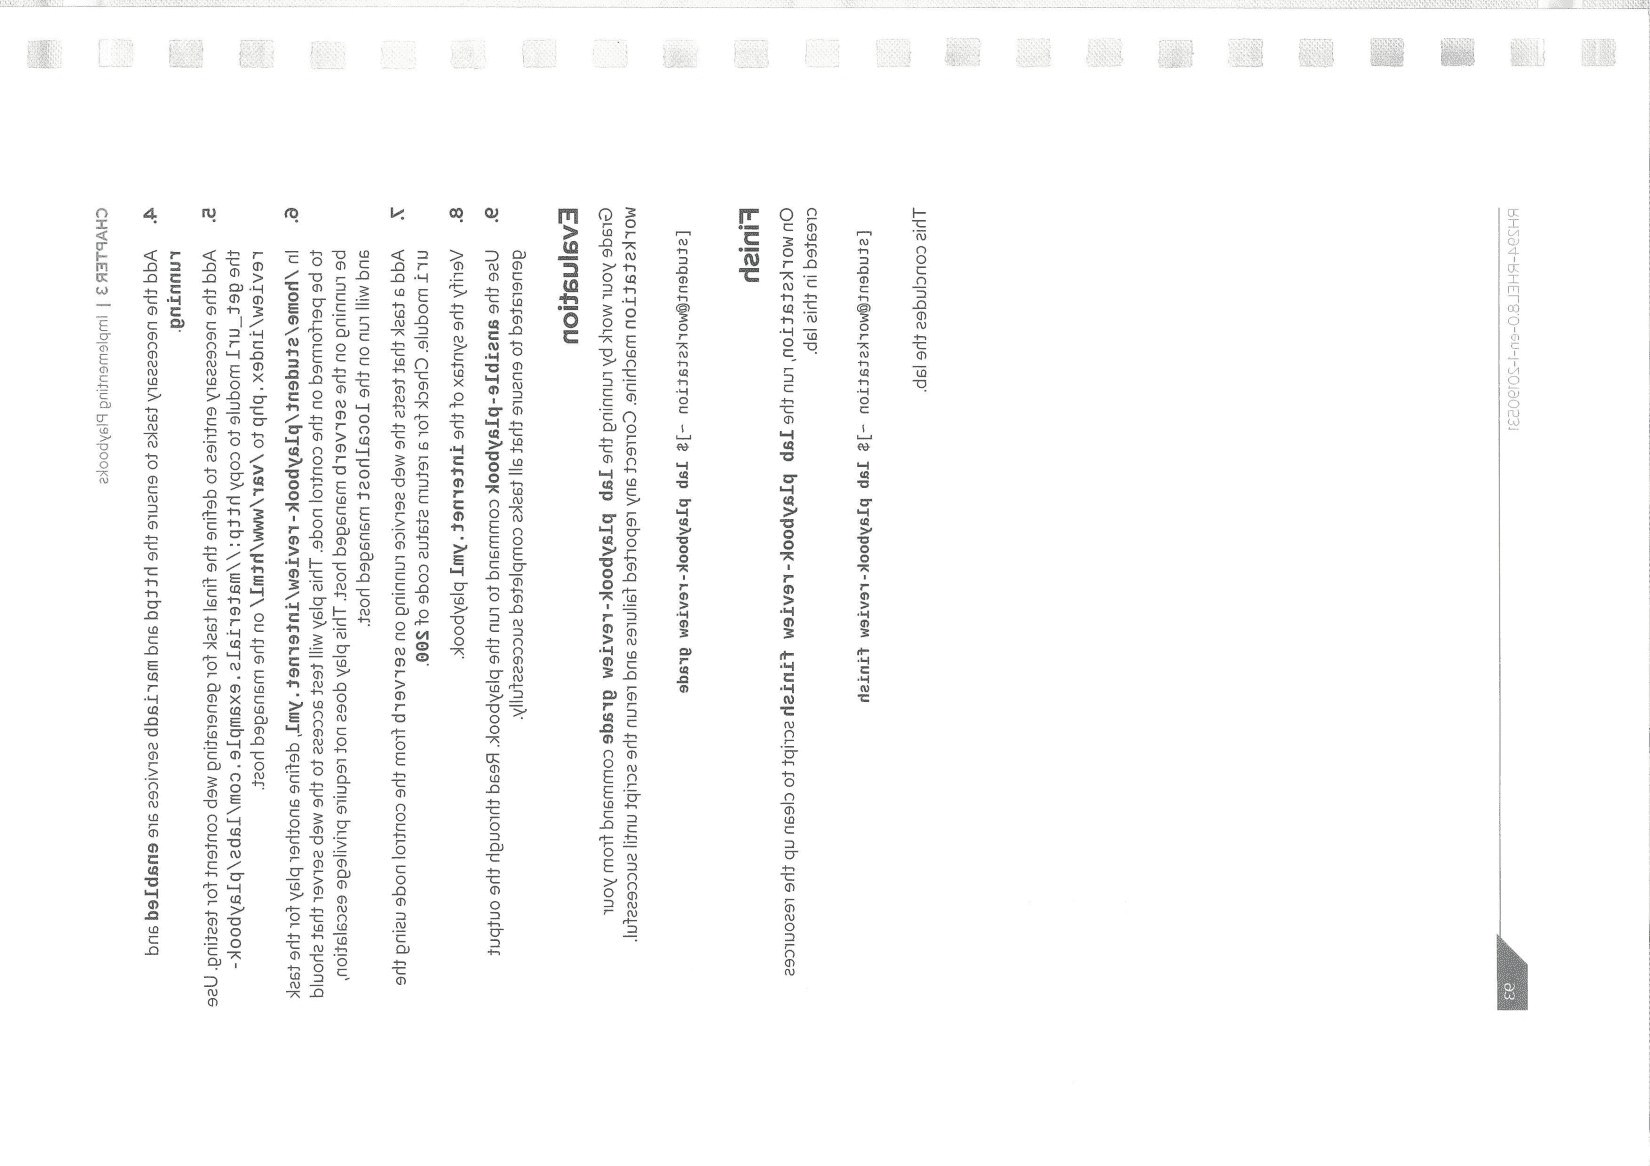 CHAPTER 3 | Implementing Playbooks
4. Add the necessary tasks to ensure the httpd and mariadb services are enabled and
running.
5. Add the necessary entries to define the final task for generating web content for testing. Use
the get_url module to copy http://materials.example.com/labs/playbook-
review/index.php to /var/www/html/ on the managed host.
6. In /home/student/playbook-review/internet.yml, define another play for the task
to be performed on the control node. This play will test access to the web server that should
be running on the serverb managed host. This play does not require privilege escalation,
and will run on the localhost managed host.
7. Add a task that tests the web service running on serverb from the control node using the
uri module. Check for a return status code of 200.
8. Verify the syntax of the internet.yml playbook.
9. Use the ansible-playbook command to run the playbook. Read through the output
generated to ensure that all tasks completed successfully.
Evaluation
Grade your work by running the lab playbook-review grade command from your
workstation machine. Correct any reported failures and rerun the script until successful.
[student@workstation ~]$ lab playbook-review grade
Finish
On workstation, run the lab playbook-review finish script to clean up the resources
created in this lab.
[student@workstation ~]$ lab playbook-review finish
This concludes the lab.
RH294-RHEL8.0-en-1-20190531
93